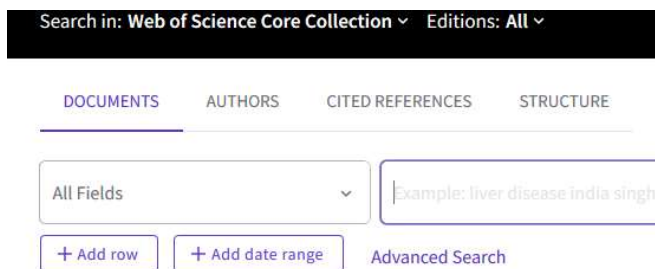 Search in: Web of Science Core Collection Editions: All
DOCUMENTS AUTHORS CITED REFERENCES STRUCTURE
All Fields Example: liver disease india singh
+ Add row + Add date range Advanced Search